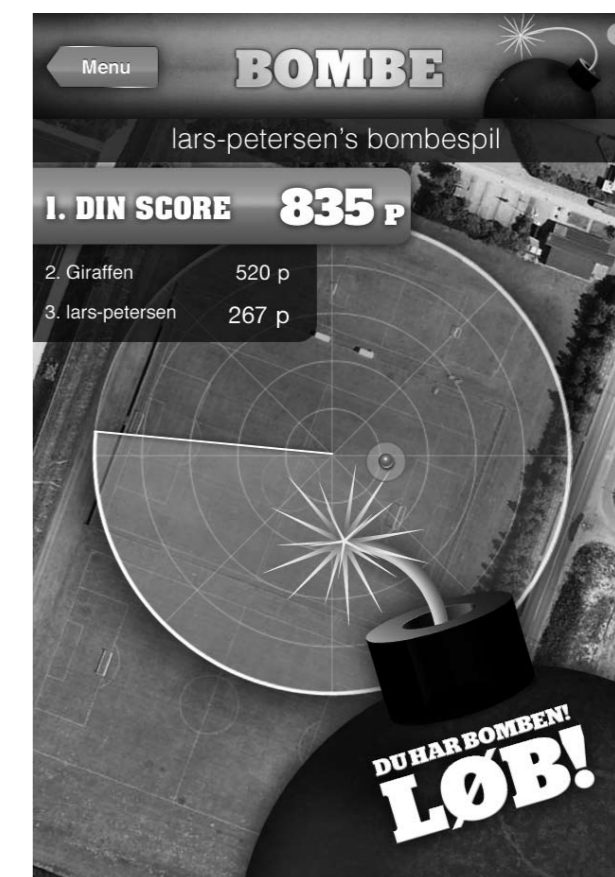 Menu
BOMBE
lars-petersen's bombespil
1. DIN SCORE 835 P
2. Giraffen 520 p
3. lars-petersen 267 p
DU HAR BOMBEN!
LØB!